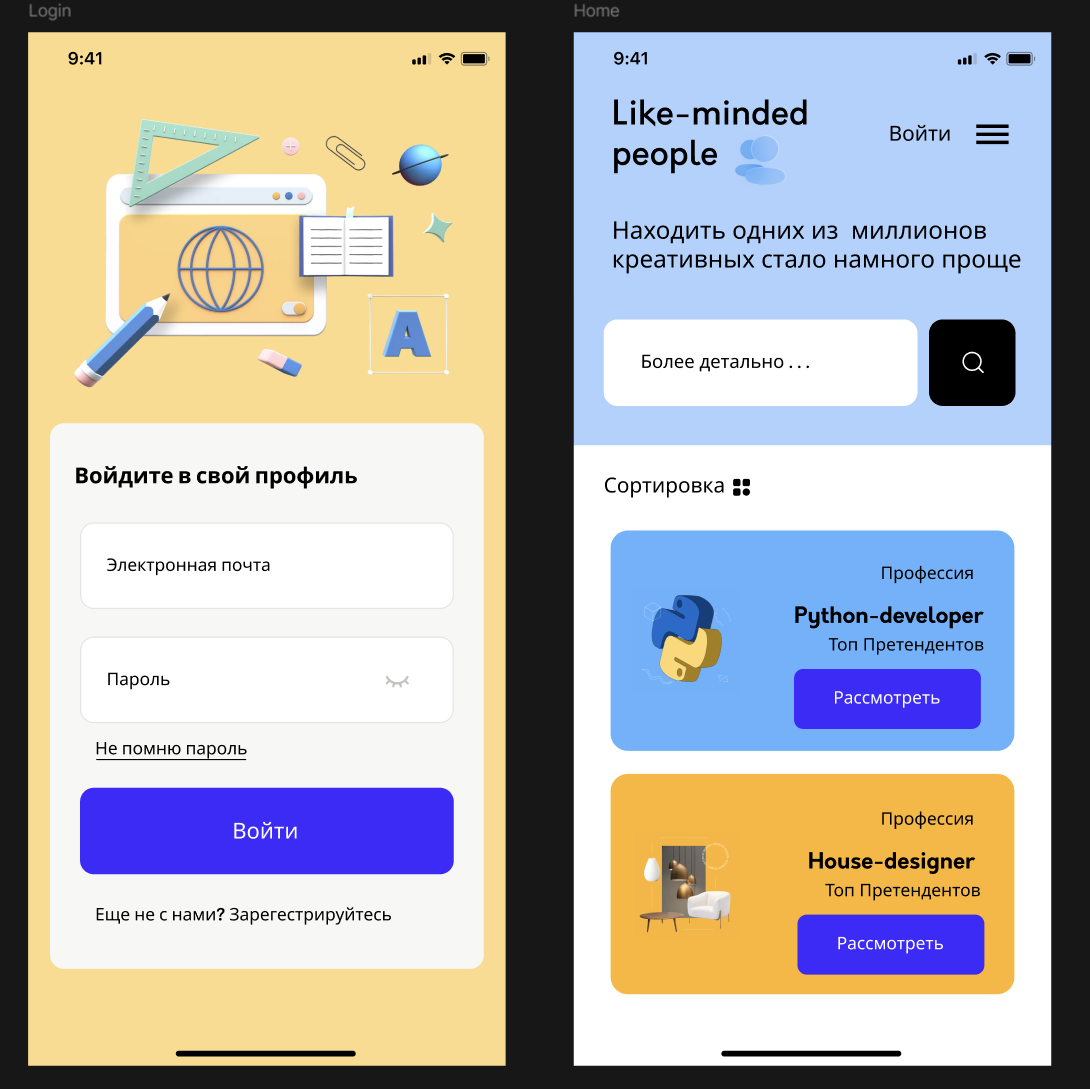 Login
9:41
A
Войдите в свой профиль
Электронная почта
Пароль
Не помню пароль
Войти
Еще не с нами? Зарегестрируйтесь
Home
9:41
Like-minded
people
Войти
Находить одних из  миллионов
креативных стало намного проще
Более детально . . .
Сортировка
Профессия
Python-developer
Топ Претендентов
Рассмотреть
Профессия
House-designer
Топ Претендентов
Рассмотреть